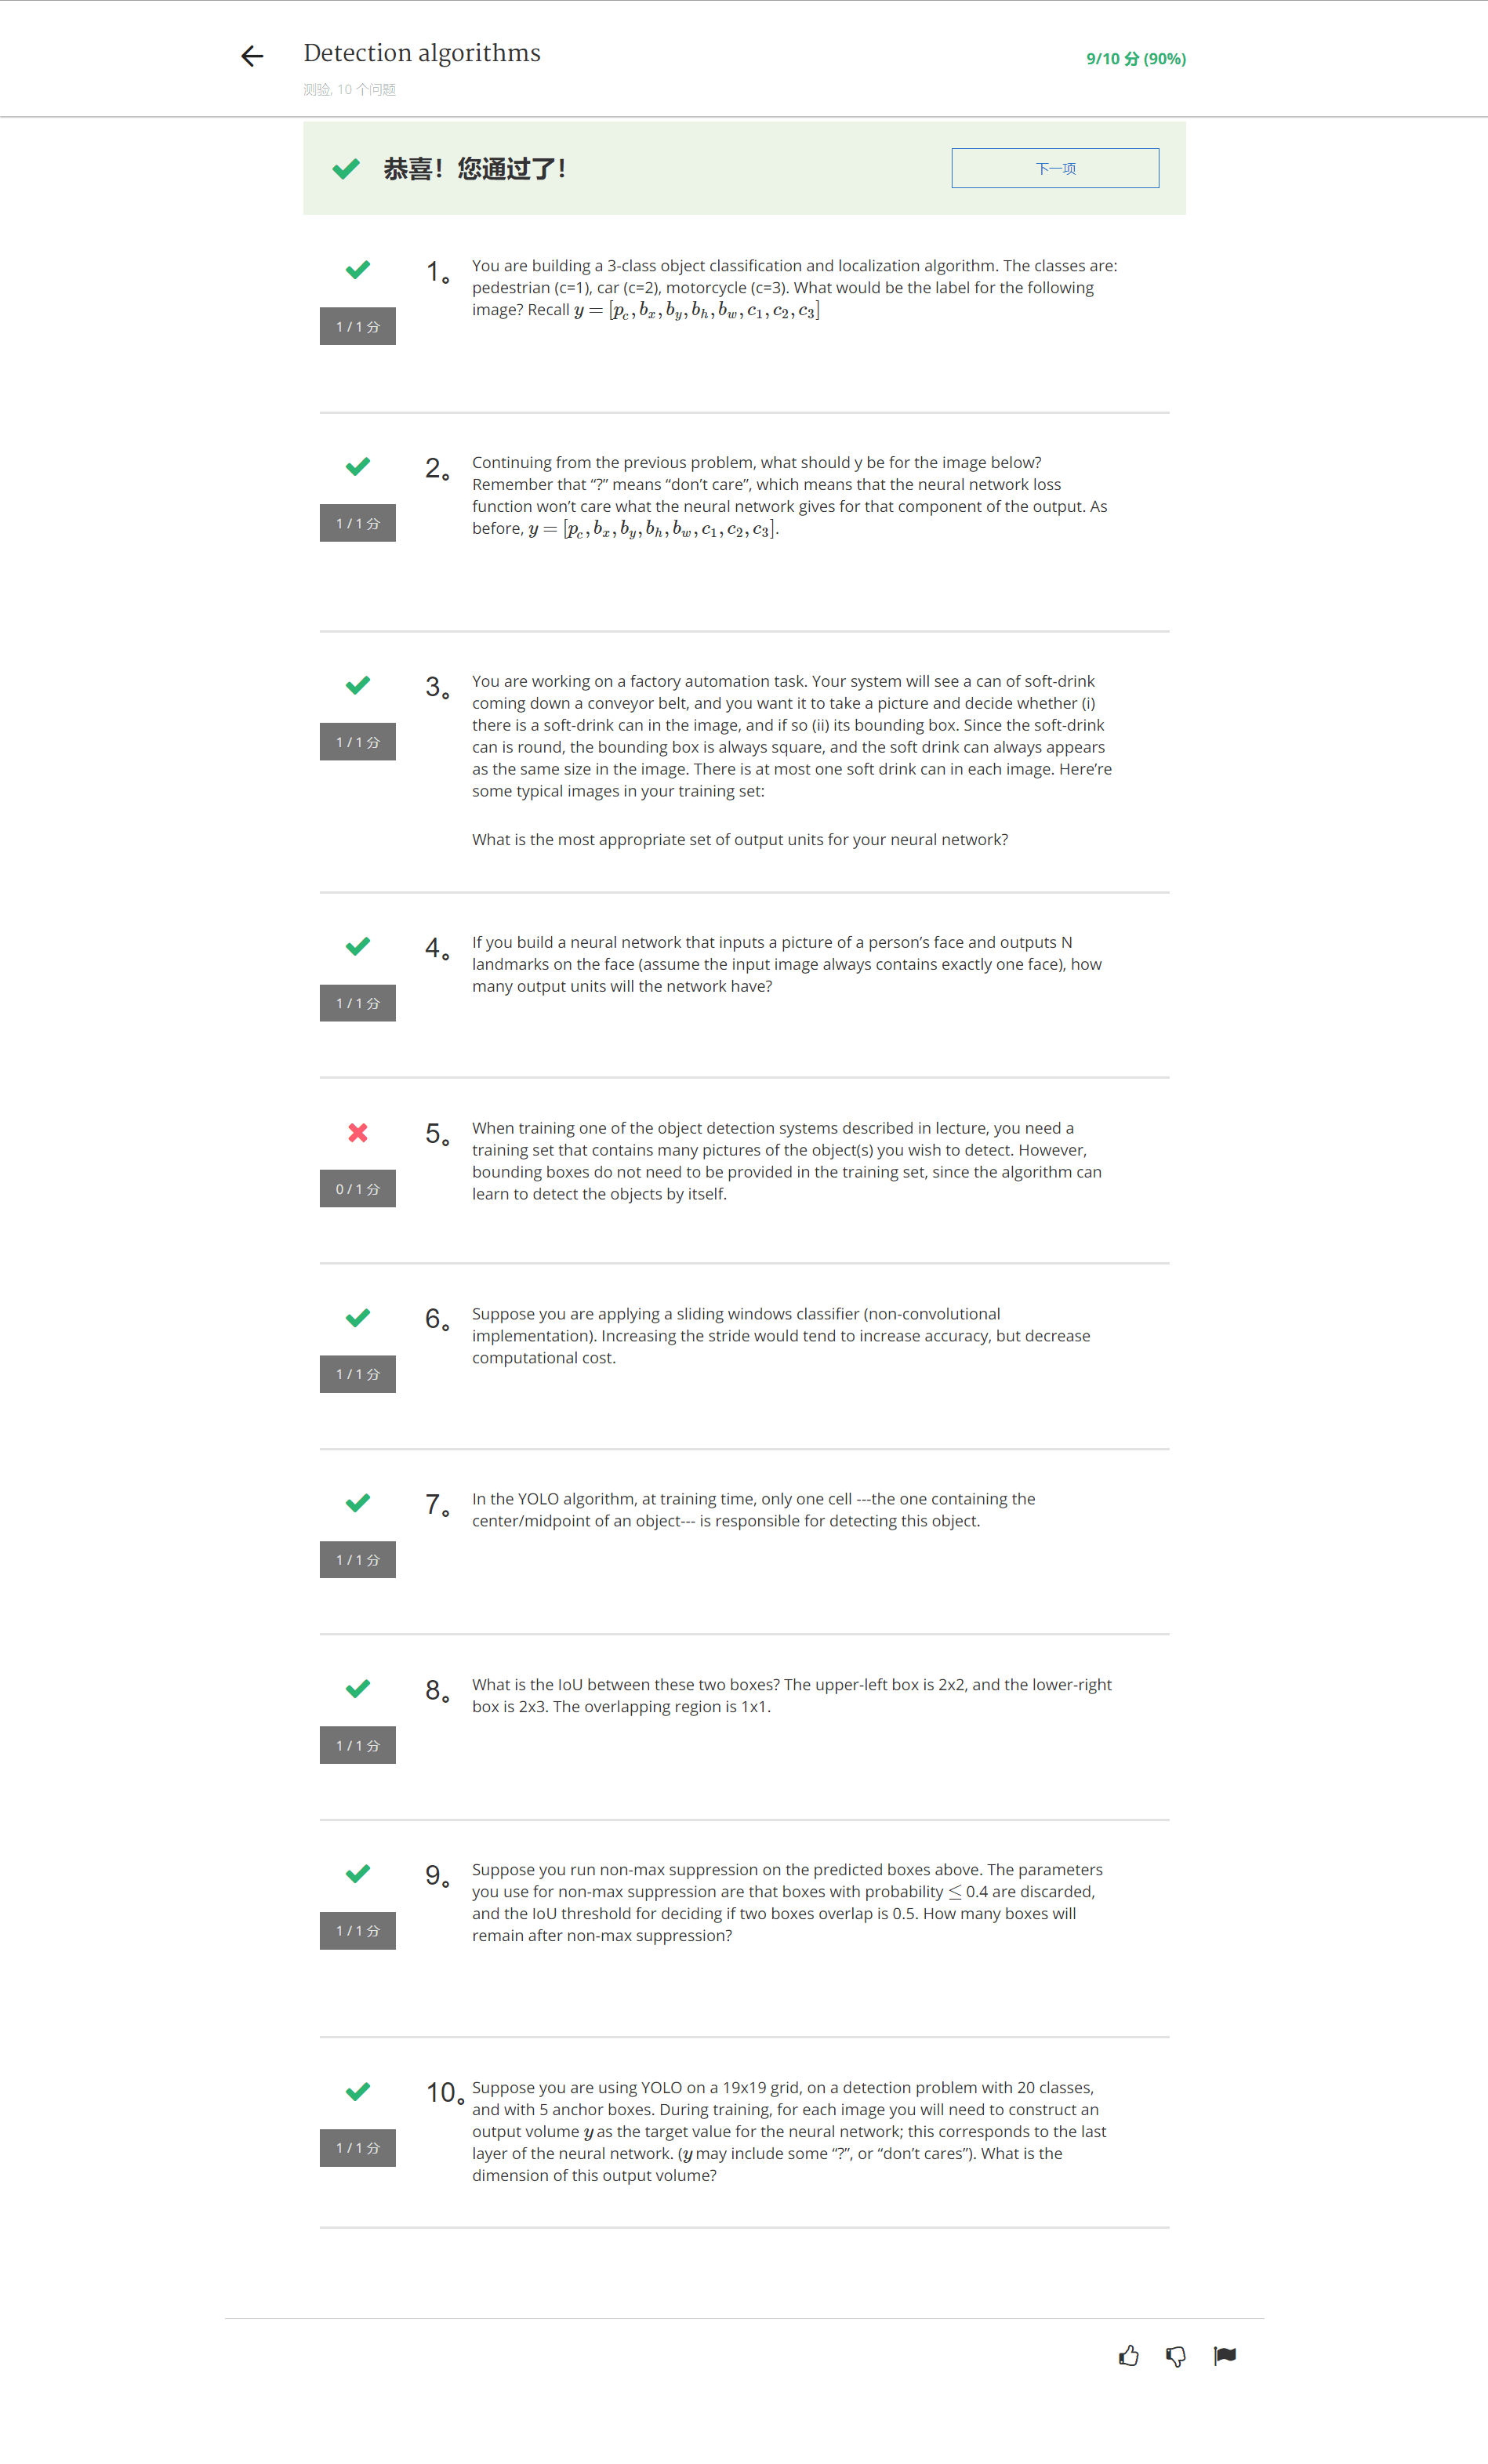 Detection algorithms
9/10 分 (90%)
测验, 10 个问题
恭喜！您通过了！
下一项
1。
You are building a 3-class object classification and localization algorithm. The classes are:
pedestrian (c=1), car (c=2), motorcycle (c=3). What would be the label for the following
image? Recall y = [p_c, b_x, b_y, b_h, b_w, c_1, c_2, c_3]
1 / 1 分
2。
Continuing from the previous problem, what should y be for the image below?
Remember that “?” means “don’t care”, which means that the neural network loss
function won’t care what the neural network gives for that component of the output. As
before, y = [p_c, b_x, b_y, b_h, b_w, c_1, c_2, c_3].
1 / 1 分
3。
You are working on a factory automation task. Your system will see a can of soft-drink
coming down a conveyor belt, and you want it to take a picture and decide whether (i)
there is a soft-drink can in the image, and if so (ii) its bounding box. Since the soft-drink
can is round, the bounding box is always square, and the soft drink can always appears
as the same size in the image. There is at most one soft drink can in each image. Here’re
some typical images in your training set:
What is the most appropriate set of output units for your neural network?
1 / 1 分
4。
If you build a neural network that inputs a picture of a person’s face and outputs N
landmarks on the face (assume the input image always contains exactly one face), how
many output units will the network have?
1 / 1 分
5。
When training one of the object detection systems described in lecture, you need a
training set that contains many pictures of the object(s) you wish to detect. However,
bounding boxes do not need to be provided in the training set, since the algorithm can
learn to detect the objects by itself.
0 / 1 分
6。
Suppose you are applying a sliding windows classifier (non-convolutional
implementation). Increasing the stride would tend to increase accuracy, but decrease
computational cost.
1 / 1 分
7。
In the YOLO algorithm, at training time, only one cell ---the one containing the
center/midpoint of an object--- is responsible for detecting this object.
1 / 1 分
8。
What is the IoU between these two boxes? The upper-left box is 2x2, and the lower-right
box is 2x3. The overlapping region is 1x1.
1 / 1 分
9。
Suppose you run non-max suppression on the predicted boxes above. The parameters
you use for non-max suppression are that boxes with probability ≤ 0.4 are discarded,
and the IoU threshold for deciding if two boxes overlap is 0.5. How many boxes will
remain after non-max suppression?
1 / 1 分
10。
Suppose you are using YOLO on a 19x19 grid, on a detection problem with 20 classes,
and with 5 anchor boxes. During training, for each image you will need to construct an
output volume y as the target value for the neural network; this corresponds to the last
layer of the neural network. (y may include some “?”, or “don’t cares”). What is the
dimension of this output volume?
1 / 1 分